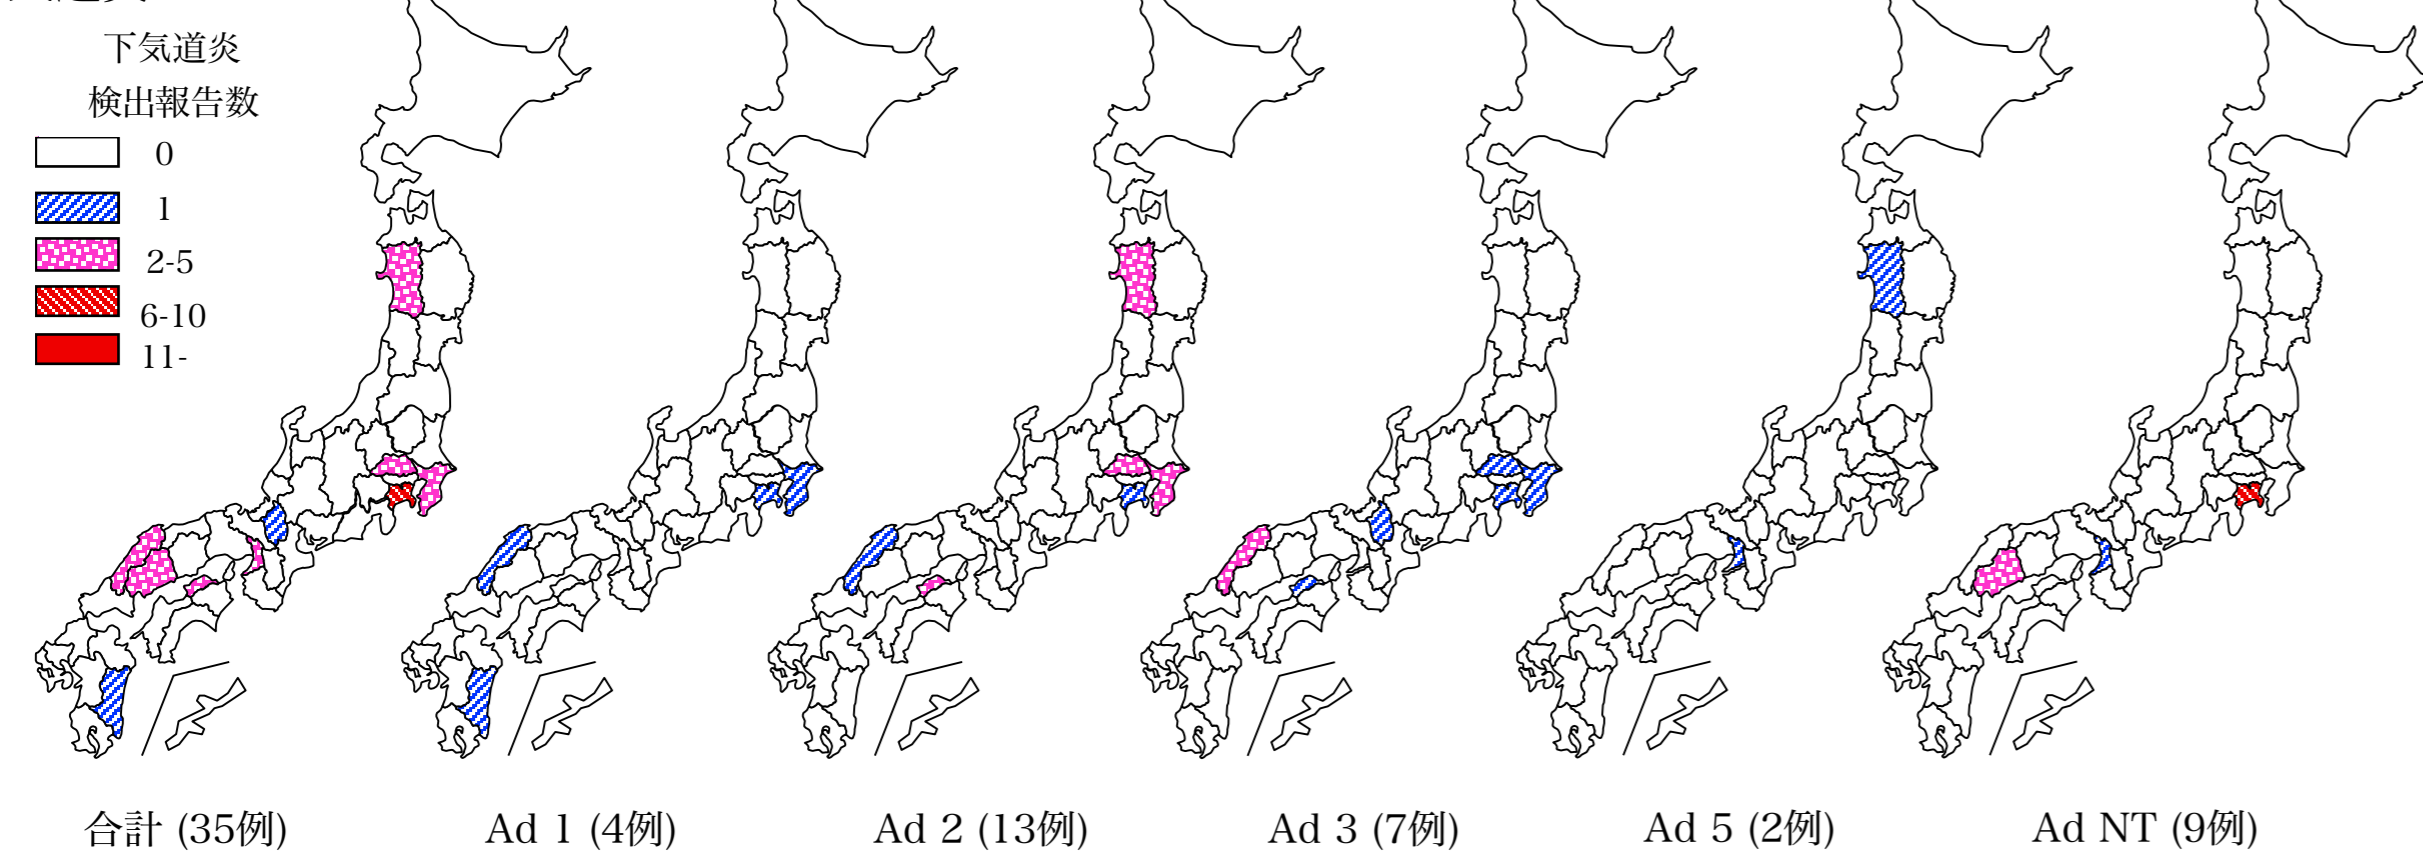 下気道炎
検出報告数
0
1
2-5
6-10
11-
合計 (35例)
Ad 1 (4例)
Ad 2 (13例)
Ad 3 (7例)
Ad 5 (2例)
Ad NT (9例)